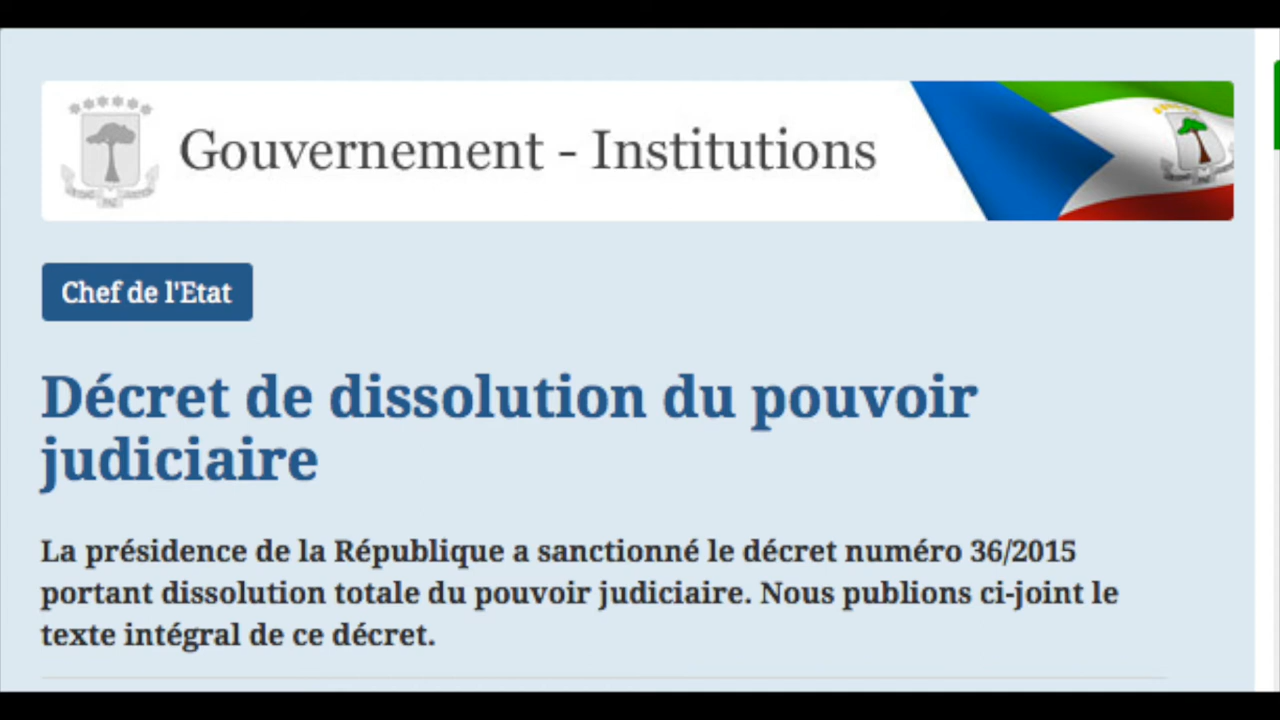 Gouvernement - Institutions
Chef de l'Etat
Décret de dissolution du pouvoir
judiciaire
La présidence de la République a sanctionné le décret numéro 36/2015
portant dissolution totale du pouvoir judiciaire. Nous publions ci-joint le
texte intégral de ce décret.